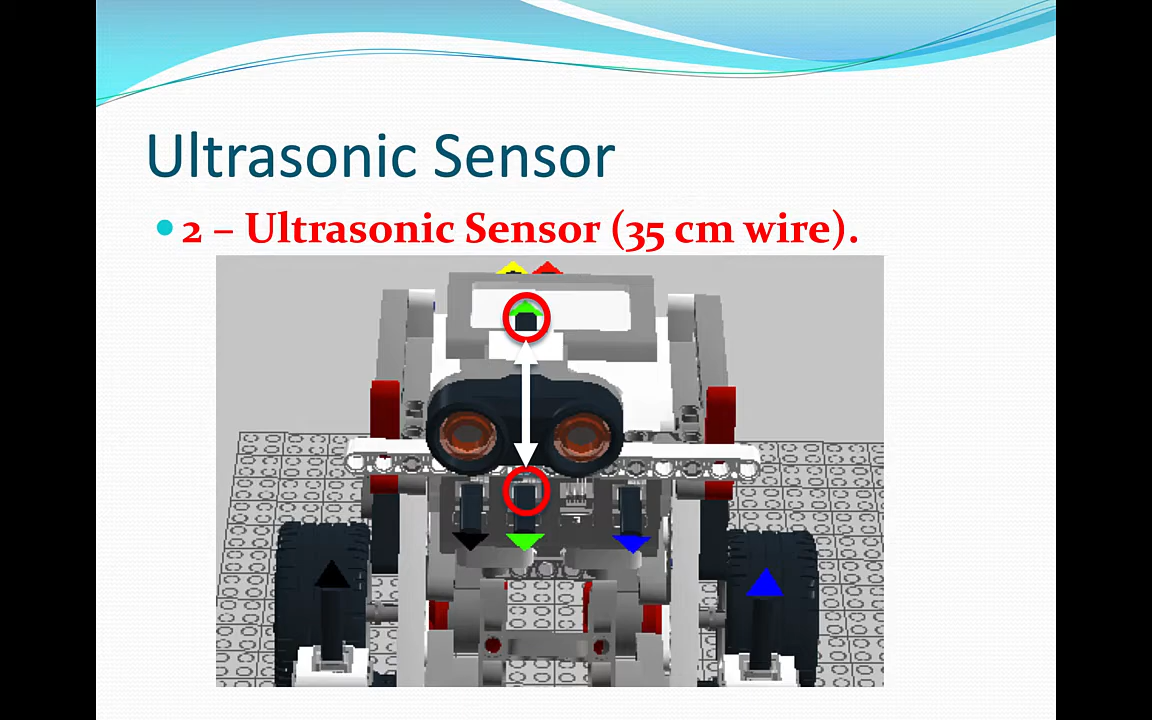 Ultrasonic Sensor
2 – Ultrasonic Sensor (35 cm wire).